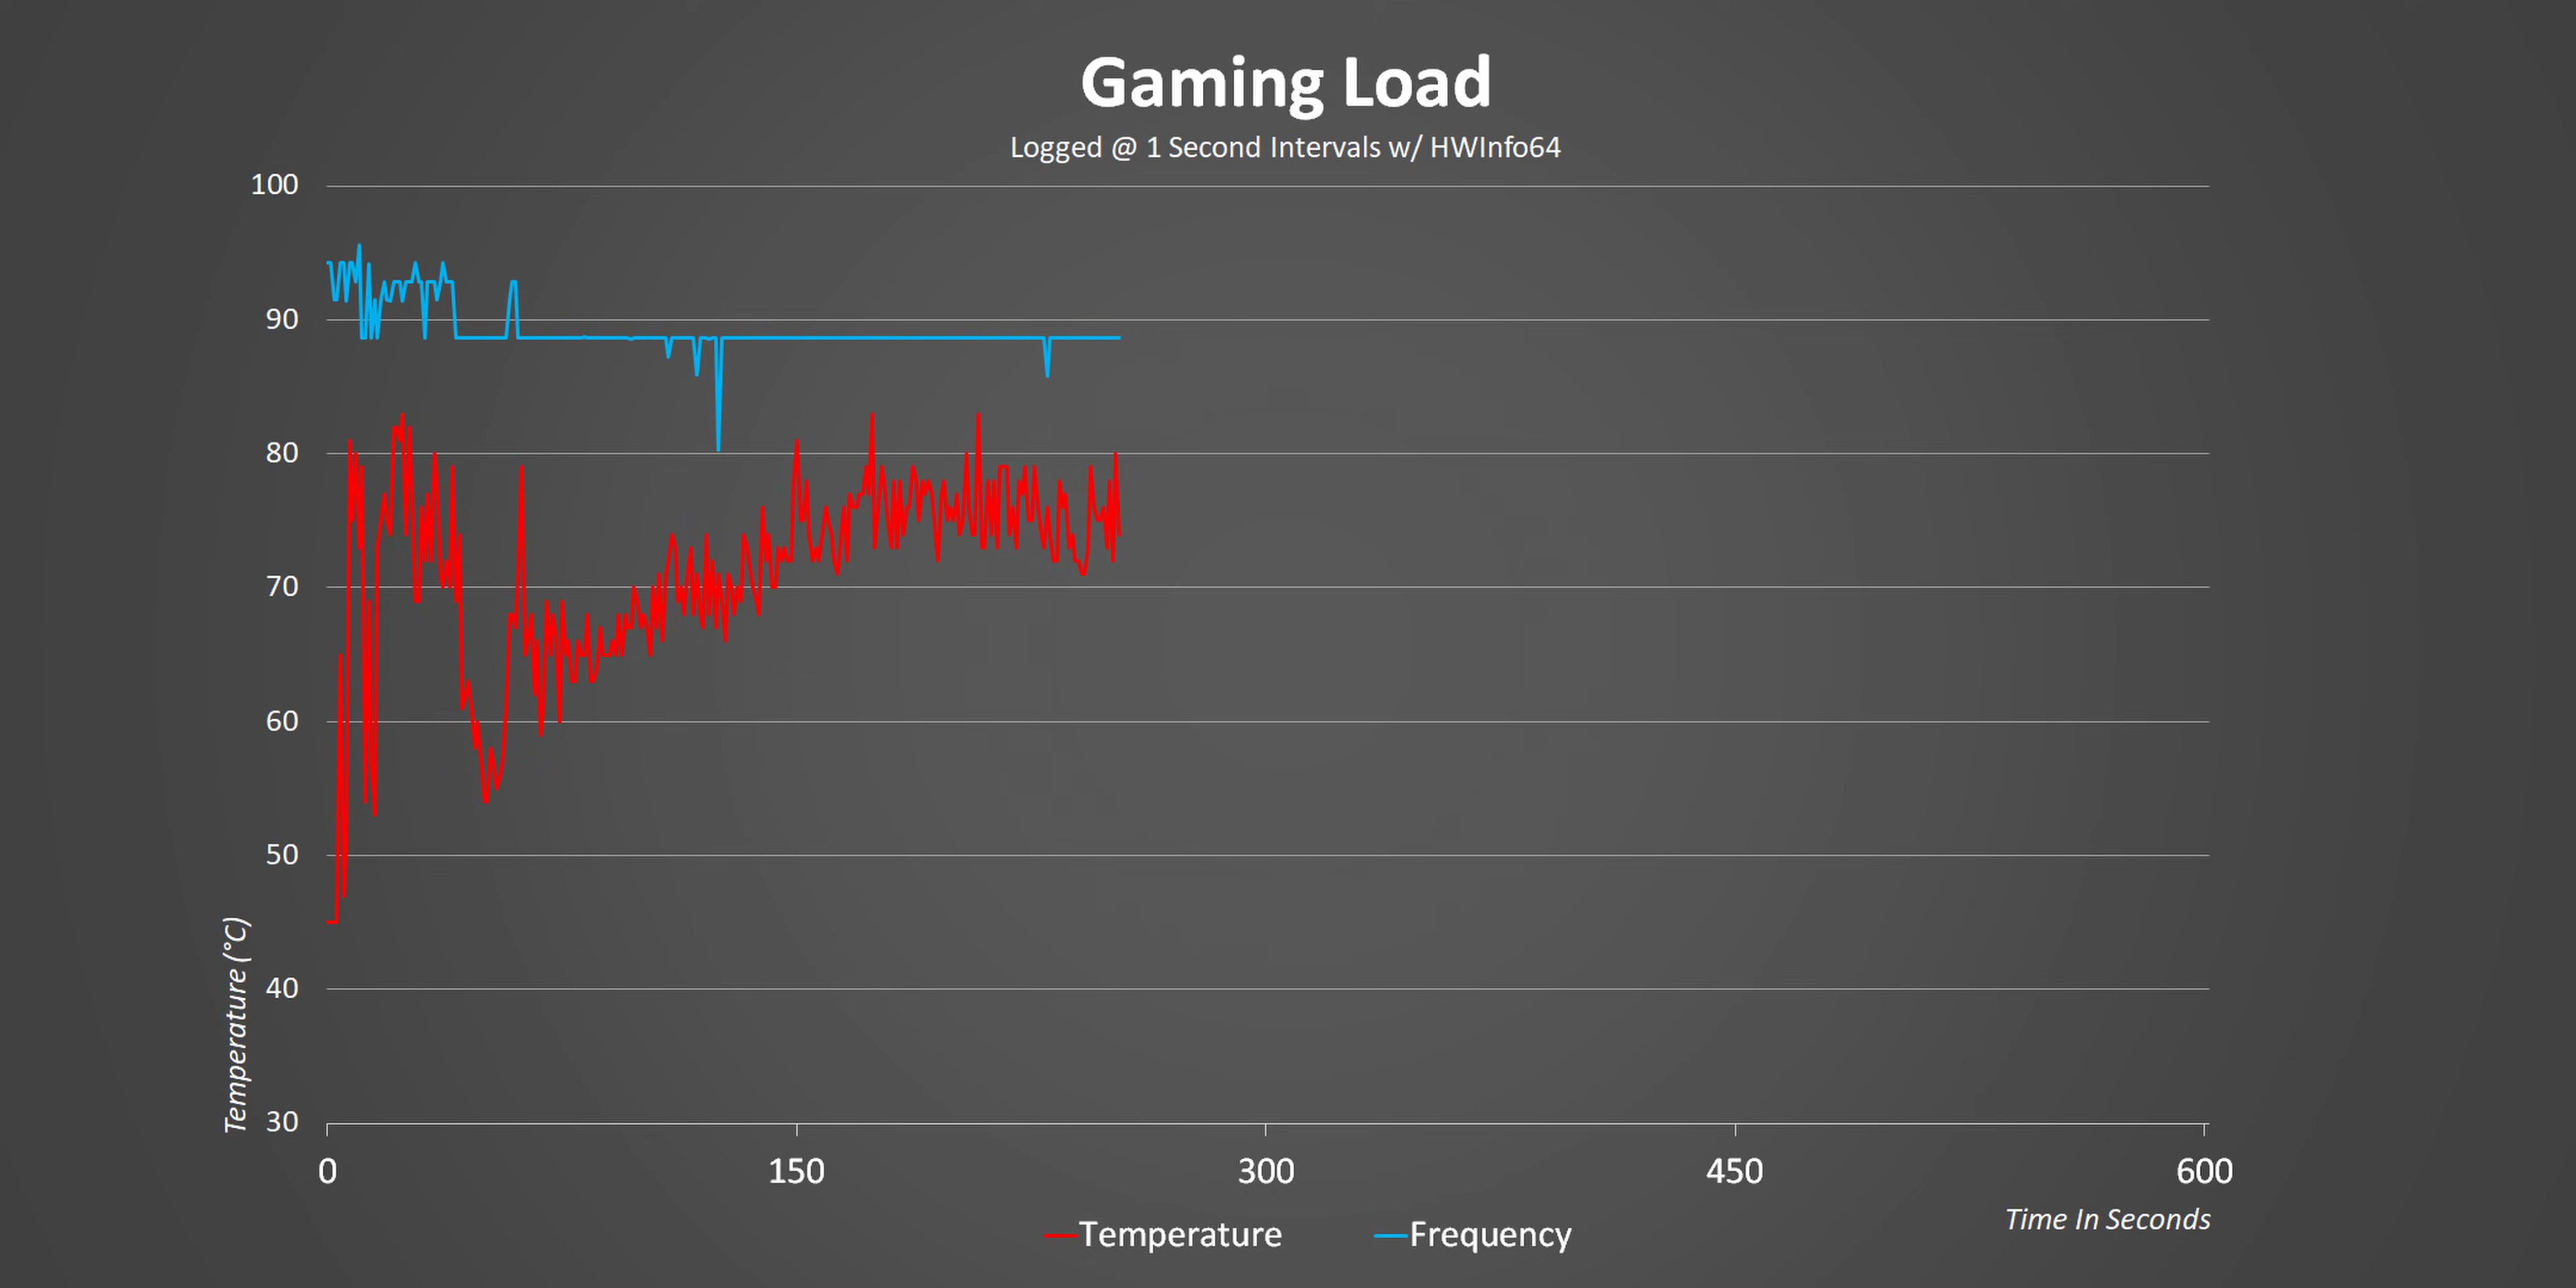 Gaming Load
Logged @ 1 Second Intervals w/ HWInfo64
100
90
80
70
60
50
40
30
Temperature (°C)
0 150 300 450 600
Time In Seconds
Temperature Frequency